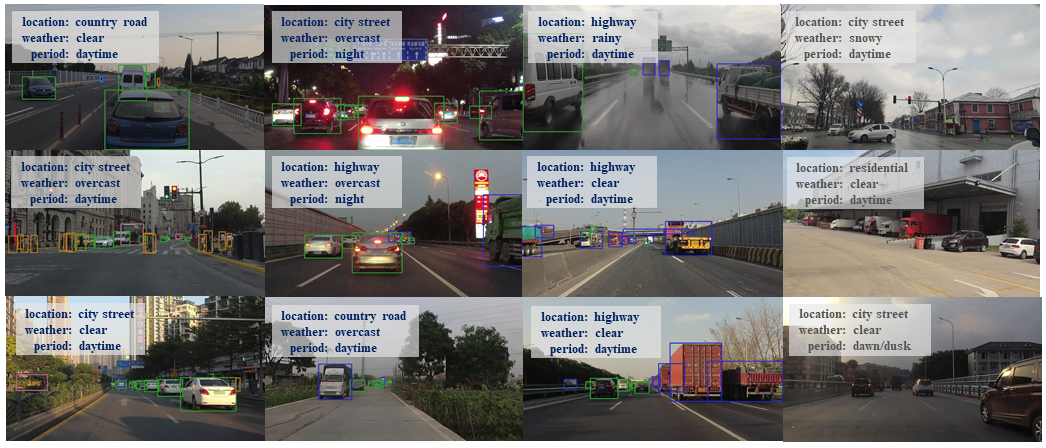 location: country road
weather: clear
period: daytime
location: city street
weather: overcast
period: night
location: highway
weather: rainy
period: daytime
location: city street
weather: snowy
period: daytime
location: city street
weather: overcast
period: daytime
location: highway
weather: overcast
period: night
location: highway
weather: clear
period: daytime
location: residential
weather: clear
period: daytime
location: city street
weather: clear
period: daytime
location: country road
weather: overcast
period: daytime
location: highway
weather: clear
period: daytime
location: city street
weather: clear
period: dawn/dusk